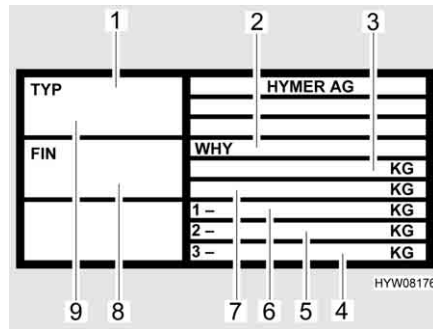 1 2 3
TYP HYMER AG
FIN WHY
KG
KG
1 – KG
2 – KG
3 – KG
HYW08176
9 8 7 6 5 4